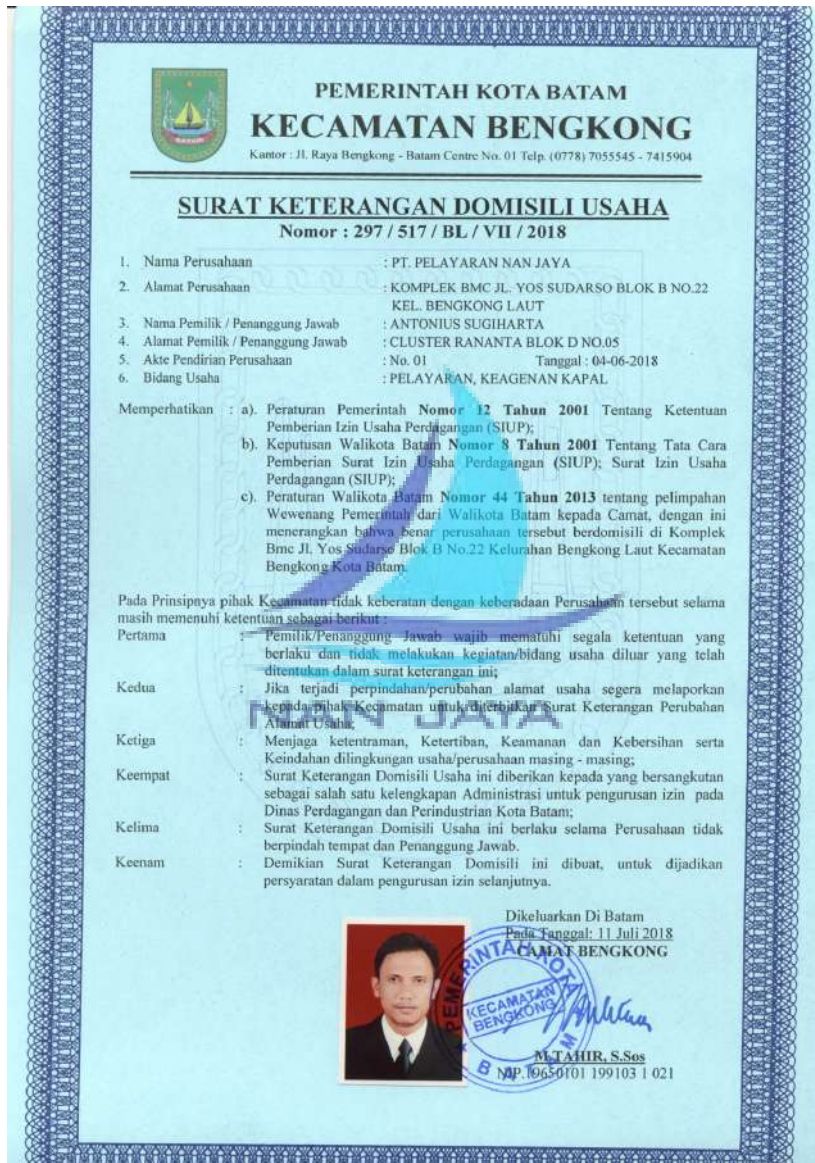 BATAM
PEMERINTAH KOTA BATAM
KECAMATAN BENGKONG
Kantor : Jl. Raya Bengkong - Batam Centre No. 01 Telp. (0778) 7055545 - 7415904
SURAT KETERANGAN DOMISILI USAHA
Nomor : 297 / 517 / BL / VII / 2018
1. Nama Perusahaan : PT. PELAYARAN NAN JAYA
2. Alamat Perusahaan : KOMPLEK BMC JL. YOS SUDARSO BLOK B NO.22
KEL. BENGKONG LAUT
3. Nama Pemilik / Penanggung Jawab : ANTONIUS SUGIHARTA
4. Alamat Pemilik / Penanggung Jawab : CLUSTER RANANTA BLOK D NO.05
5. Akte Pendirian Perusahaan : No. 01 Tanggal : 04-06-2018
6. Bidang Usaha : PELAYARAN, KEAGENAN KAPAL
Memperhatikan : a). Peraturan Pemerintah Nomor 12 Tahun 2001 Tentang Ketentuan
Pemberian Izin Usaha Perdagangan (SIUP);
b). Keputusan Walikota Batam Nomor 8 Tahun 2001 Tentang Tata Cara
Pemberian Surat Izin Usaha Perdagangan (SIUP); Surat Izin Usaha
Perdagangan (SIUP);
c). Peraturan Walikota Batam Nomor 44 Tahun 2013 tentang pelimpahan
Wewenang Pemerintah dari Walikota Batam kepada Camat, dengan ini
menerangkan bahwa benar perusahaan tersebut berdomisili di Komplek
Bmc Jl. Yos Sudarso Blok B No.22 Kelurahan Bengkong Laut Kecamatan
Bengkong Kota Batam.
Pada Prinsipnya pihak Kecamatan tidak keberatan dengan keberadaan Perusahaan tersebut selama
masih memenuhi ketentuan sebagai berikut :
Pertama : Pemilik/Penanggung Jawab wajib mematuhi segala ketentuan yang
berlaku dan tidak melakukan kegiatan/bidang usaha diluar yang telah
ditentukan dalam surat keterangan ini;
Kedua : Jika terjadi perpindahan/perubahan alamat usaha segera melaporkan
kepada pihak Kecamatan untuk diterbitkan Surat Keterangan Perubahan
Alamat Usaha;
NAN JAYA
Ketiga : Menjaga ketentraman, Ketertiban, Keamanan dan Kebersihan serta
Keindahan dilingkungan usaha/perusahaan masing - masing;
Keempat : Surat Keterangan Domisili Usaha ini diberikan kepada yang bersangkutan
sebagai salah satu kelengkapan Administrasi untuk pengurusan izin pada
Dinas Perdagangan dan Perindustrian Kota Batam;
Kelima : Surat Keterangan Domisili Usaha ini berlaku selama Perusahaan tidak
berpindah tempat dan Penanggung Jawab.
Keenam : Demikian Surat Keterangan Domisili ini dibuat, untuk dijadikan
persyaratan dalam pengurusan izin selanjutnya.
Dikeluarkan Di Batam
Pada Tanggal: 11 Juli 2018
CAMAT BENGKONG
PEMERINTAH KOTA
KECAMATAN
BENGKONG
BATAM
M.TAHIR, S.Sos
NIP. 19650101 199103 1 021